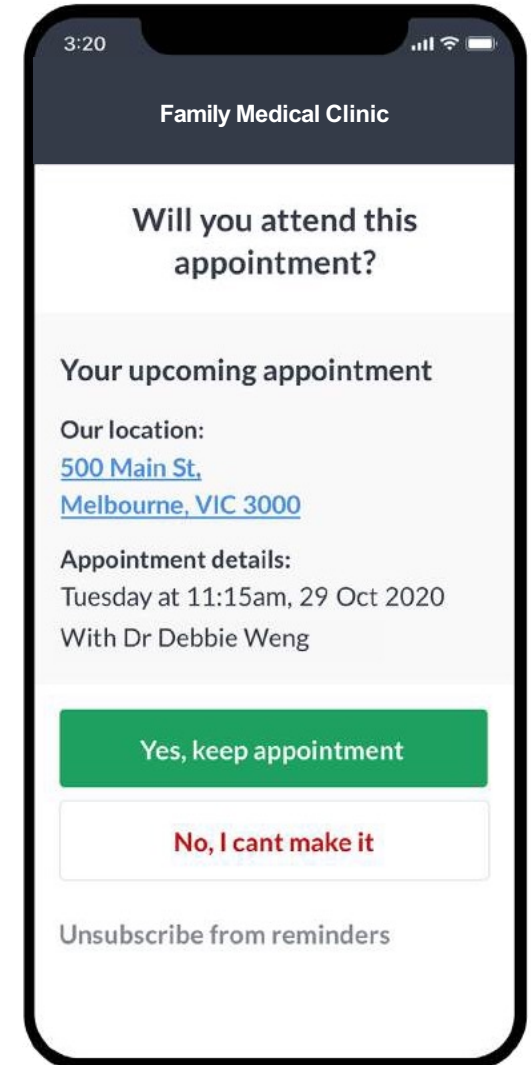 3:20
Family Medical Clinic
Will you attend this
appointment?
Your upcoming appointment
Our location:
500 Main St,
Melbourne, VIC 3000
Appointment details:
Tuesday at 11:15am, 29 Oct 2020
With Dr Debbie Weng
Yes, keep appointment
No, I cant make it
Unsubscribe from reminders